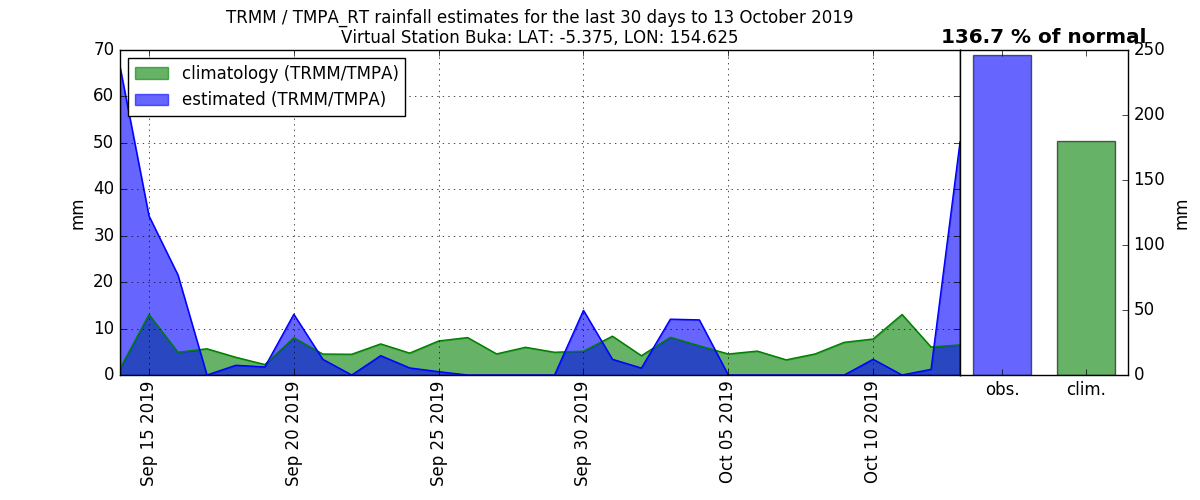 TRMM / TMPA_RT rainfall estimates for the last 30 days to 13 October 2019
Virtual Station Buka: LAT: -5.375, LON: 154.625
136.7 % of normal
climatology (TRMM/TMPA)
estimated (TRMM/TMPA)
70
60
50
40
30
20
10
0
mm
Sep 15 2019
Sep 20 2019
Sep 25 2019
Sep 30 2019
Oct 05 2019
Oct 10 2019
obs.
clim.
250
200
150
100
50
0
mm